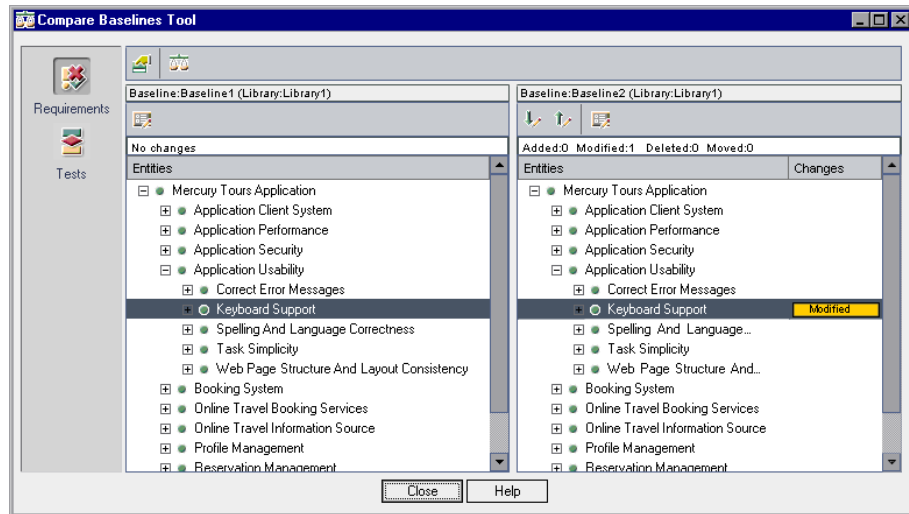 Compare Baselines Tool
Requirements
Tests
Baseline:Baseline1 (Library:Library1)
No changes
Entities
Mercury Tours Application
Application Client System
Application Performance
Application Security
Application Usability
Correct Error Messages
Keyboard Support
Spelling And Language Correctness
Task Simplicity
Web Page Structure And Layout Consistency
Booking System
Online Travel Booking Services
Online Travel Information Source
Profile Management
Reservation Management
Baseline:Baseline2 (Library:Library1)
Added:0 Modified:1 Deleted:0 Moved:0
Entities Changes
Mercury Tours Application
Application Client System
Application Performance
Application Security
Application Usability
Correct Error Messages
Keyboard Support Modified
Spelling And Language...
Task Simplicity
Web Page Structure And...
Booking System
Online Travel Booking Services
Online Travel Information Source
Profile Management
Reservation Management
Close Help